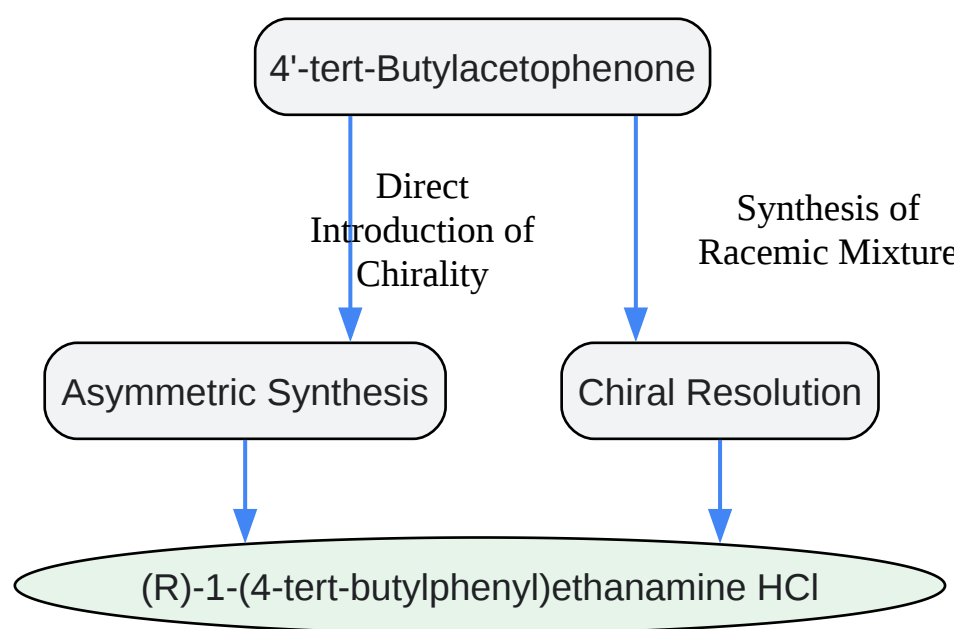 4'-tert-Butylacetophenone
Direct
Introduction of
Chirality
Synthesis of
Racemic Mixture
Asymmetric Synthesis
Chiral Resolution
(R)-1-(4-tert-butylphenyl)ethanamine HCl